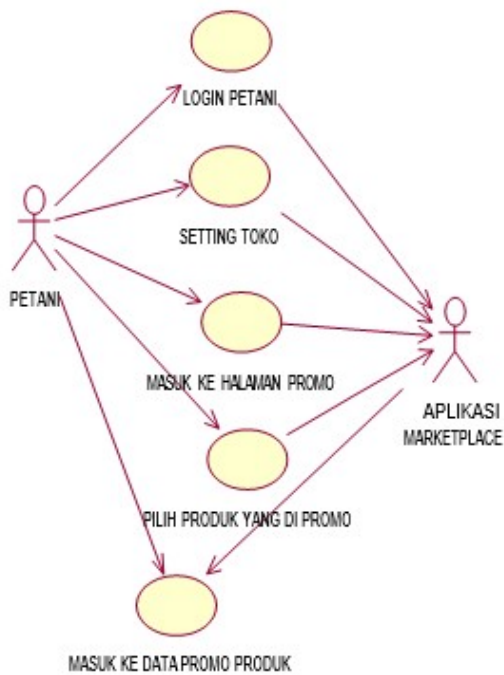 LOGIN PETANI
SETTING TOKO
PETANI
MASUK KE HALAMAN PROMO
APLIKASI
MARKETPLACE
PILIH PRODUK YANG DI PROMO
MASUK KE DATA PROMO PRODUK